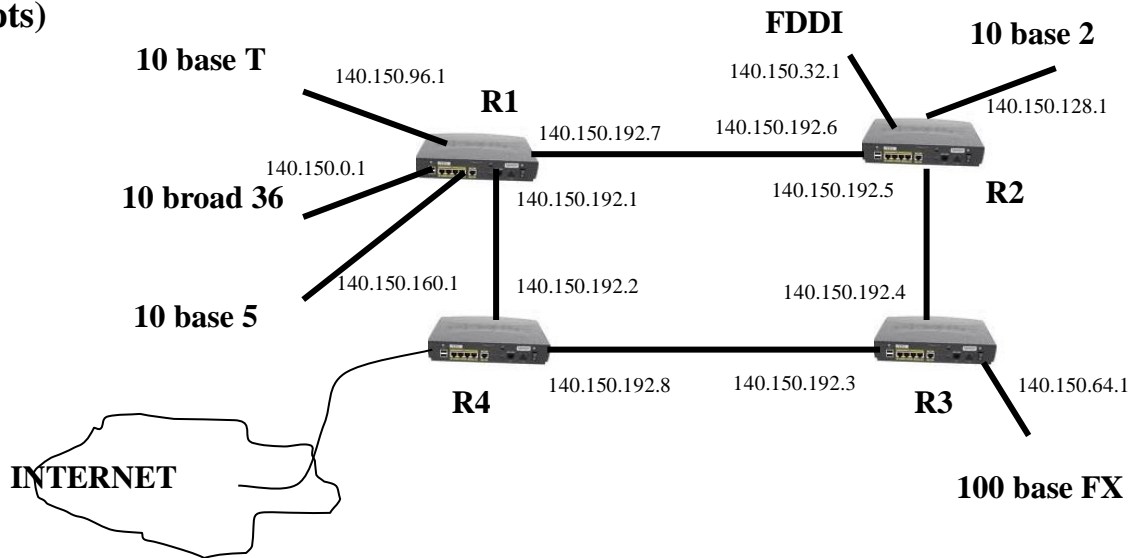 pts)
FDDI
10 base 2
10 base T
140.150.32.1
140.150.96.1
R1
140.150.128.1
140.150.192.7
140.150.192.6
140.150.0.1
10 broad 36
140.150.192.1
140.150.192.5
R2
140.150.160.1
140.150.192.2
140.150.192.4
10 base 5
140.150.192.8
140.150.192.3
140.150.64.1
R4
R3
INTERNET
100 base FX